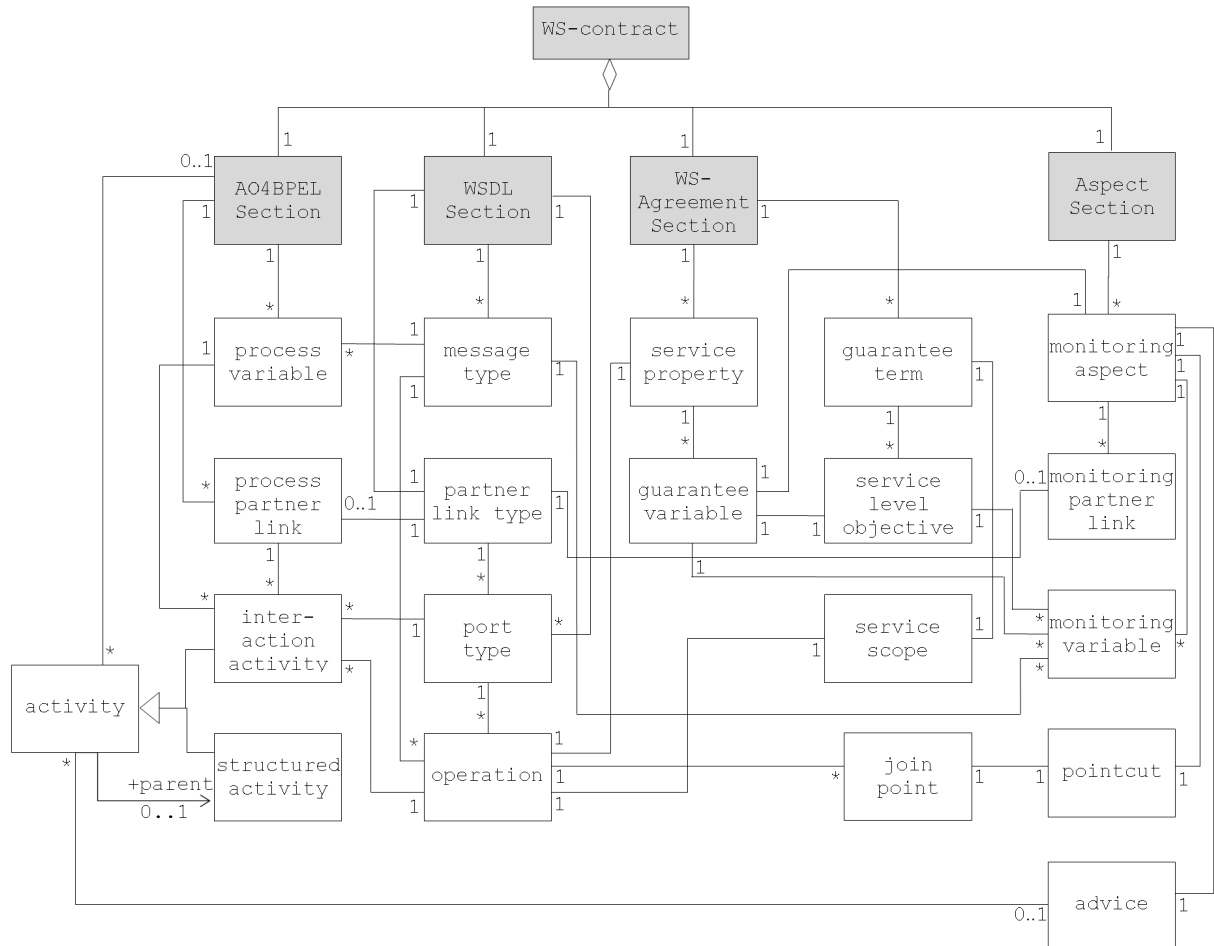 WS-contract
1
1
1
1
0..1
AO4BPEL
Section
1
WSDL
Section
1
1
WS-
Agreement
Section
1
Aspect
Section
1
1
1
1
*
*
*
*
1
*
1
process
variable
*
1
message
type
1
1
1
service
property
guarantee
term
1
monitoring
aspect
1
1
1
1
*
1
*
1
*
*
process
partner
link
0..1
1
partner
link type
1
1
guarantee
variable
1
1
1
service
level
objective
1
0..1
monitoring
partner
link
1
*
1
*
1
*
inter-
action
activity
*
*
1
port
type
*
service
scope
1
1
*
*
*
monitoring
variable
*
*
activity
*
1
*
*
operation
1
1
1
1
*
join
point
1
1
pointcut
1
structured
activity
+parent
0..1
advice
0..1
1